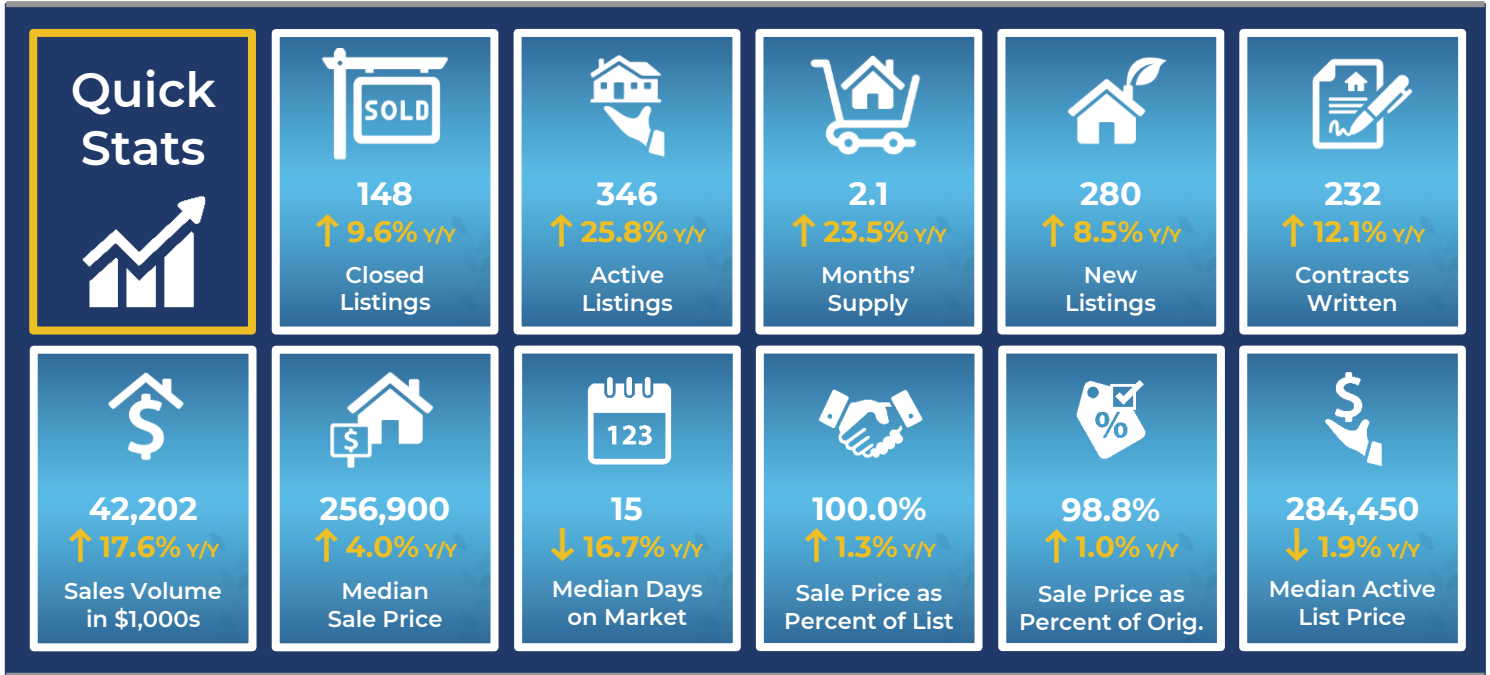 Quick
Stats
SOLD
148
↑ 9.6% Y/Y
Closed
Listings
346
↑ 25.8% Y/Y
Active
Listings
2.1
↑ 23.5% Y/Y
Months’
Supply
280
↑ 8.5% Y/Y
New
Listings
232
↑ 12.1% Y/Y
Contracts
Written
$
42,202
↑ 17.6% Y/Y
Sales Volume
in $1,000s
$
256,900
↑ 4.0% Y/Y
Median
Sale Price
123
15
↓ 16.7% Y/Y
Median Days
on Market
100.0%
↑ 1.3% Y/Y
Sale Price as
Percent of List
%
98.8%
↑ 1.0% Y/Y
Sale Price as
Percent of Orig.
$
284,450
↓ 1.9% Y/Y
Median Active
List Price